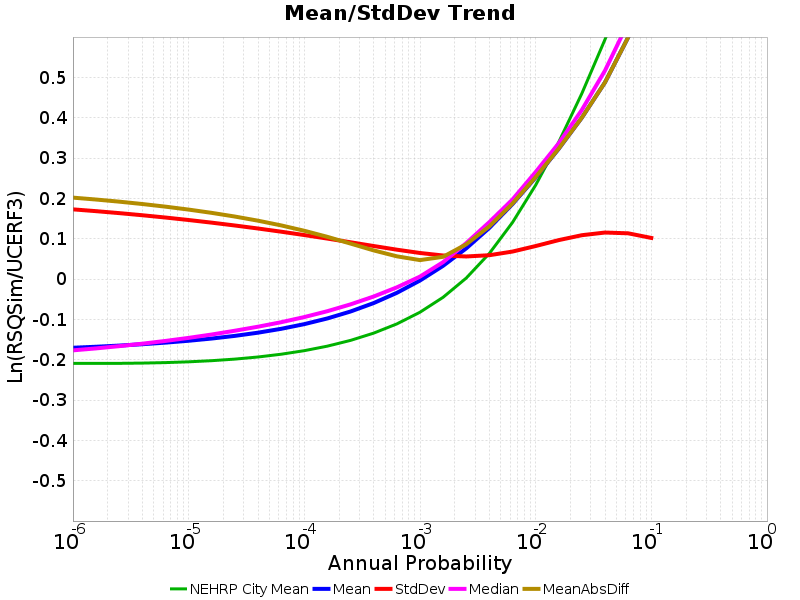 Mean/StdDev Trend
Ln(RSQSim/UCERF3)
0.5
0.4
0.3
0.2
0.1
0
-0.1
-0.2
-0.3
-0.4
-0.5
10^-6 10^-5 10^-4 10^-3 10^-2 10^-1 10^0
Annual Probability
NEHRP City Mean Mean StdDev Median MeanAbsDiff